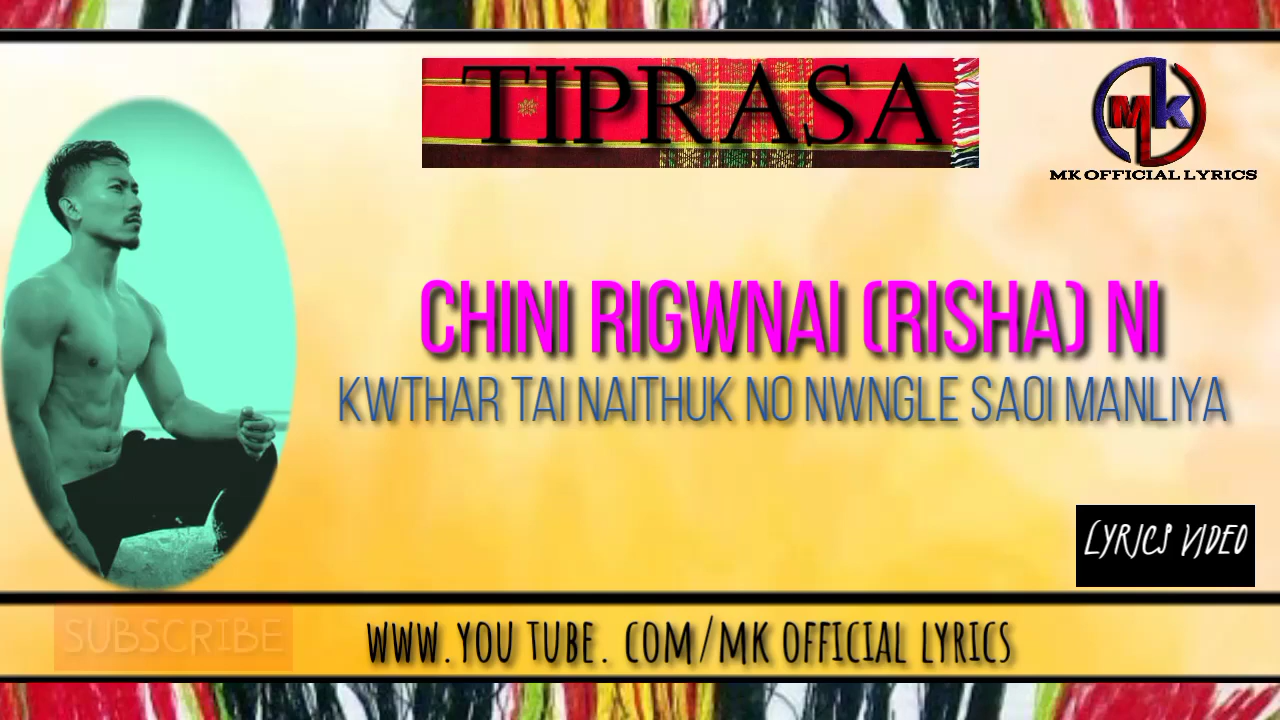 TIPRASA
MK
MK OFFICIAL LYRICS
CHINI RIGWNAI (RISHA) NI
KWTHAR TAI NAITHUK NO NWNGLE SAOI MANLIYA
LYRICS VIDEO
SUBSCRIBE
WWW.YOU TUBE. COM/MK OFFICIAL LYRICS